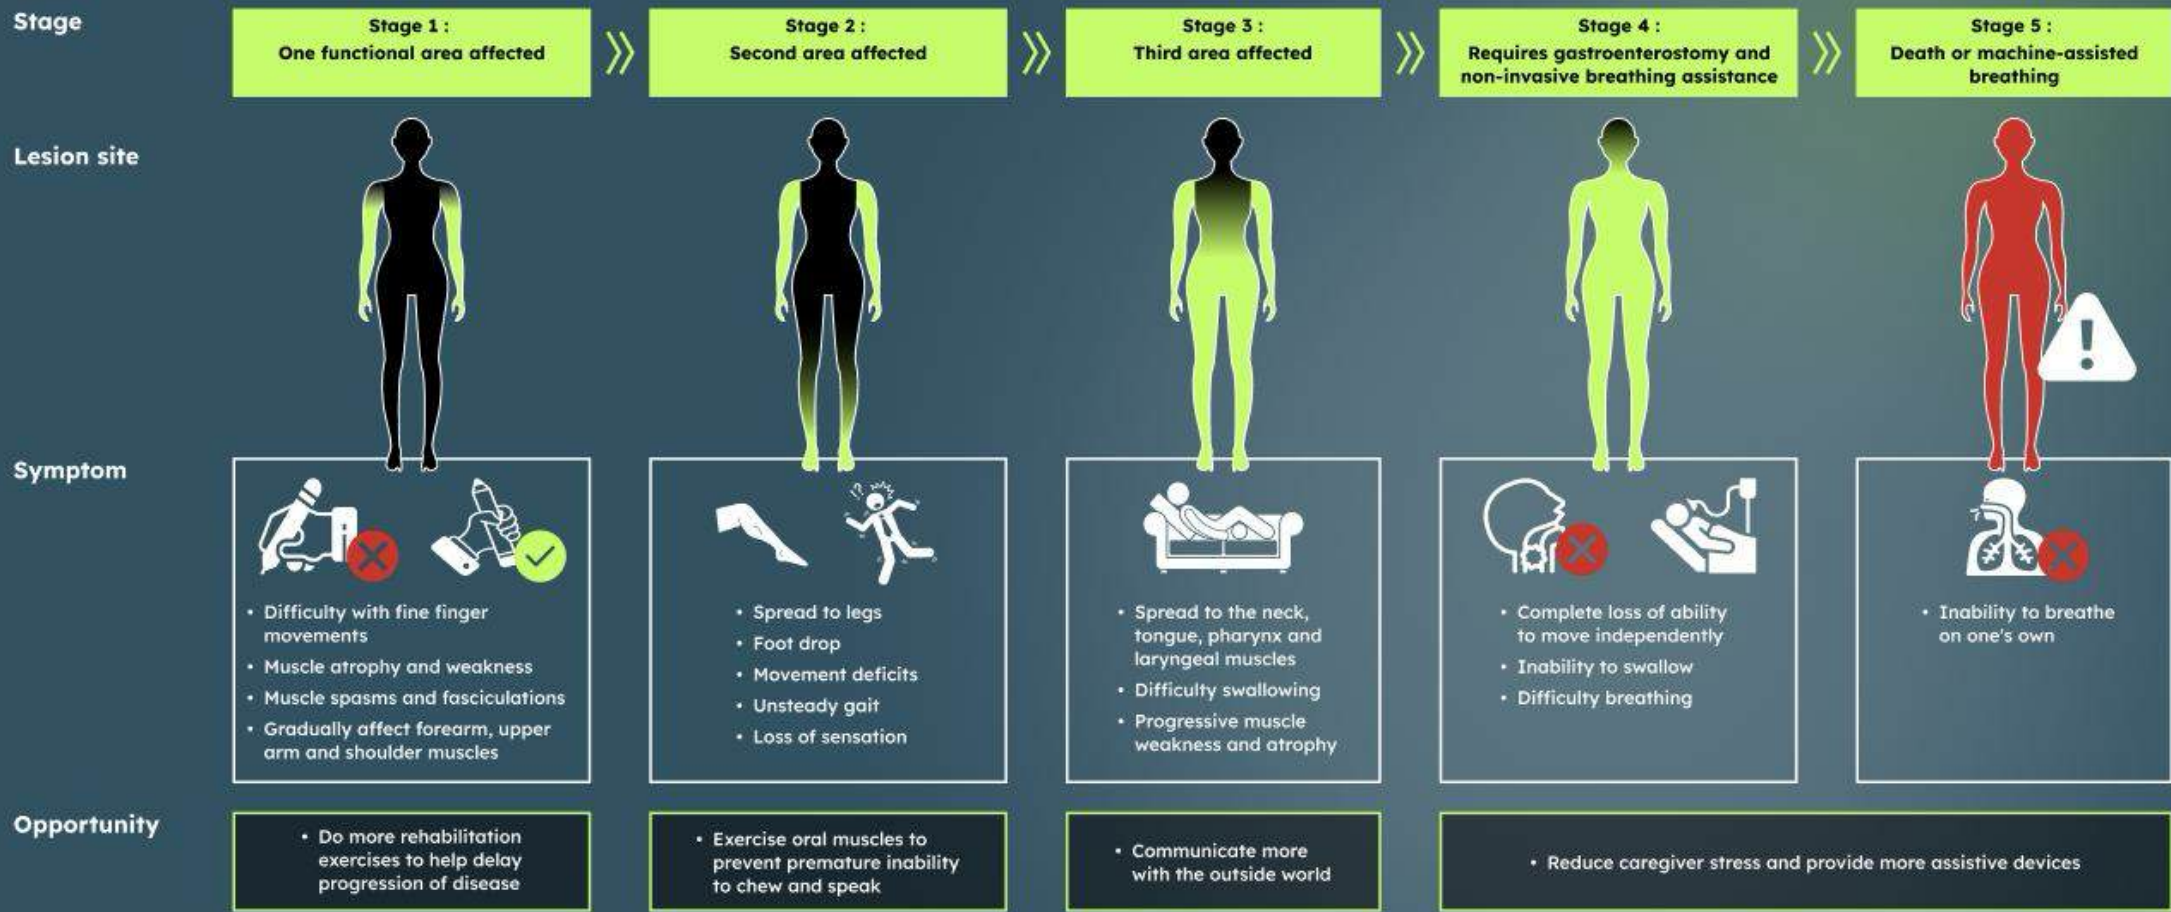 Stage
Stage 1 :
One functional area affected
Stage 2 :
Second area affected
Stage 3 :
Third area affected
Stage 4 :
Requires gastroenterostomy and
non-invasive breathing assistance
Stage 5 :
Death or machine-assisted
breathing
Lesion site
!
Symptom
!?
• Difficulty with fine finger
movements
• Muscle atrophy and weakness
• Muscle spasms and fasciculations
• Gradually affect forearm, upper
arm and shoulder muscles
• Spread to legs
• Foot drop
• Movement deficits
• Unsteady gait
• Loss of sensation
• Spread to the neck,
tongue, pharynx and
laryngeal muscles
• Difficulty swallowing
• Progressive muscle
weakness and atrophy
• Complete loss of ability
to move independently
• Inability to swallow
• Difficulty breathing
• Inability to breathe
on one's own
Opportunity
• Do more rehabilitation
exercises to help delay
progression of disease
• Exercise oral muscles to
prevent premature inability
to chew and speak
• Communicate more
with the outside world
• Reduce caregiver stress and provide more assistive devices